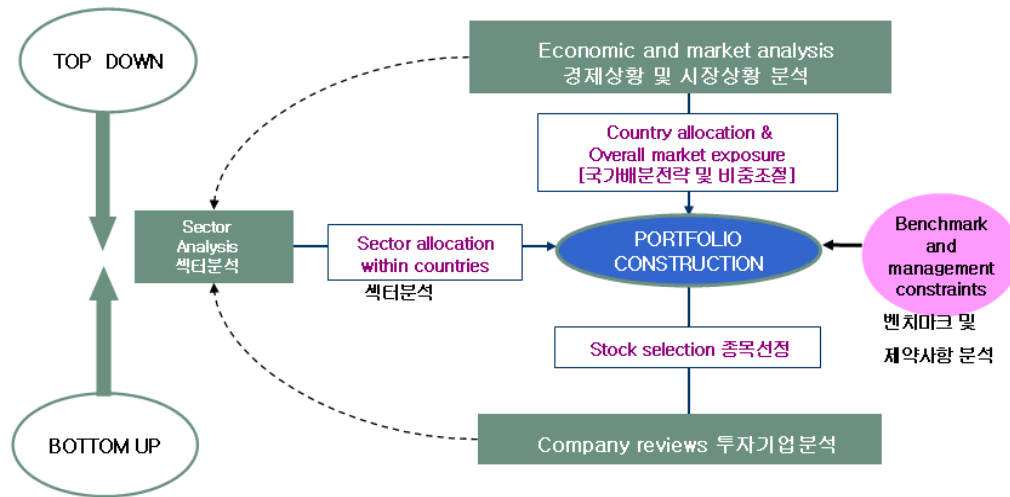 TOP DOWN
Economic and market analysis
경제상황 및 시장상황 분석
Country allocation &
Overall market exposure
[국가배분전략 및 비중조절]
Sector
Analysis
섹터분석
Sector allocation
within countries
섹터분석
PORTFOLIO
CONSTRUCTION
Benchmark
and
management
constraints
벤치마크 및
제약사항 분석
Stock selection 종목선정
BOTTOM UP
Company reviews 투자기업분석